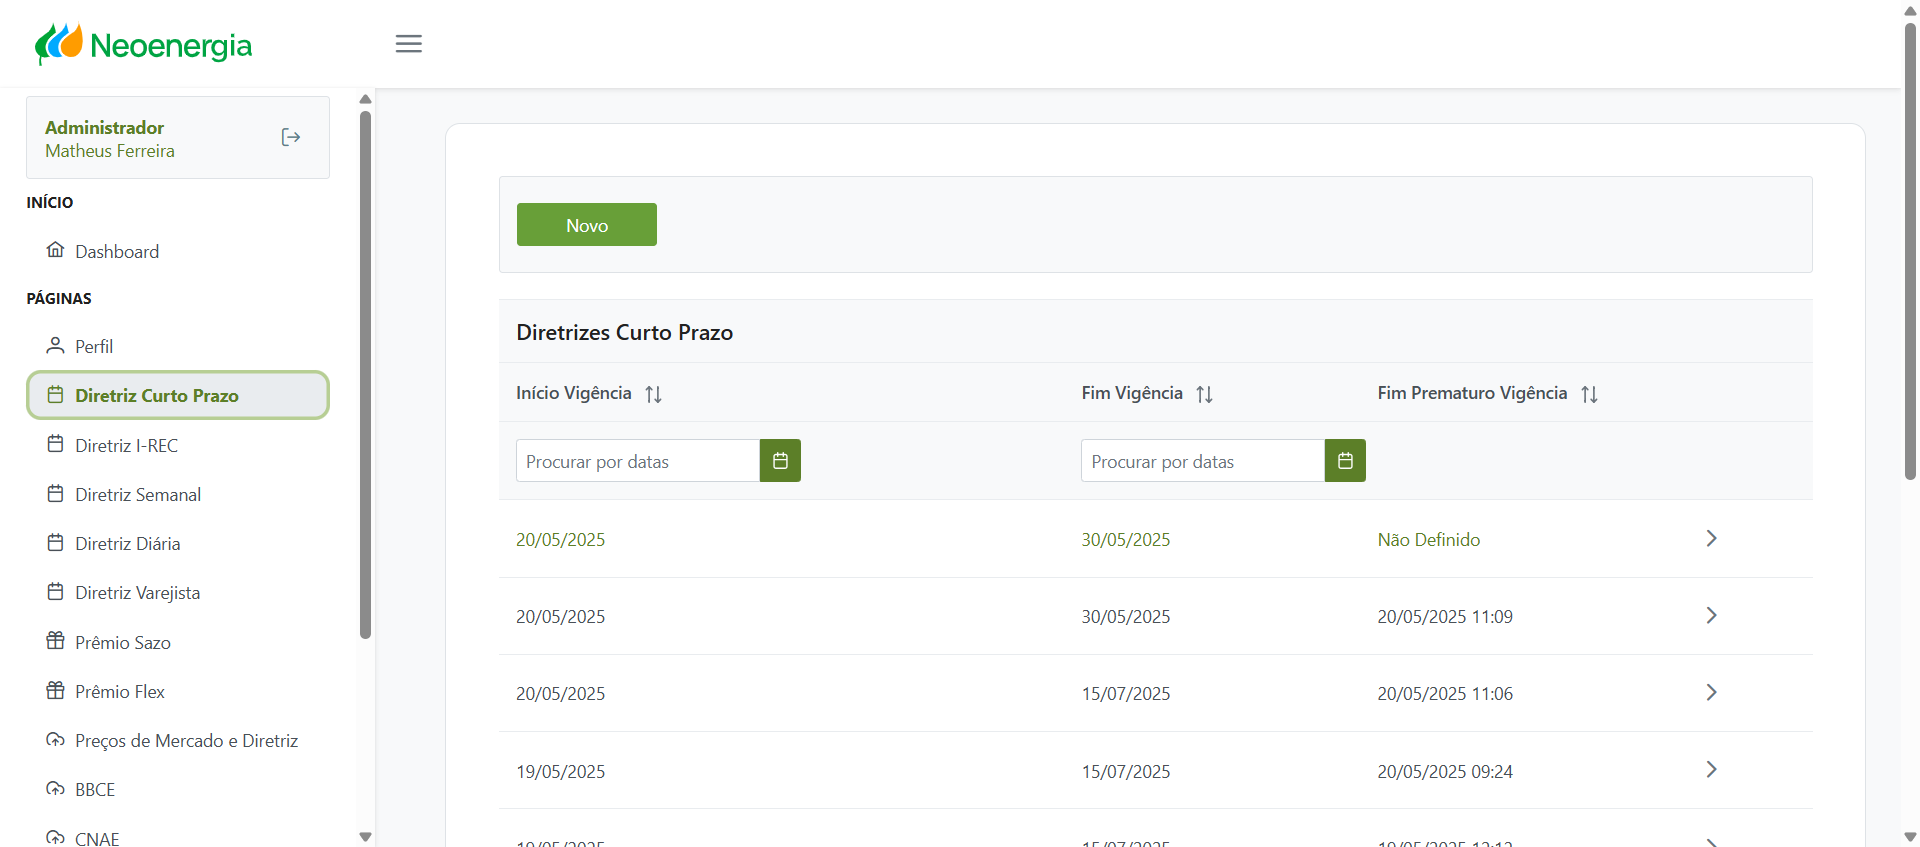 Neoenergia
Administrador
Matheus Ferreira
INÍCIO
Dashboard
PÁGINAS
Perfil
Diretriz Curto Prazo
Diretriz I-REC
Diretriz Semanal
Diretriz Diária
Diretriz Varejista
Prêmio Sazo
Prêmio Flex
Preços de Mercado e Diretriz
BBCE
CNAE
Novo
Diretrizes Curto Prazo
Início Vigência Fim Vigência Fim Prematuro Vigência
Procurar por datas Procurar por datas
20/05/2025 30/05/2025 Não Definido
20/05/2025 30/05/2025 20/05/2025 11:09
20/05/2025 15/07/2025 20/05/2025 11:06
19/05/2025 15/07/2025 20/05/2025 09:24